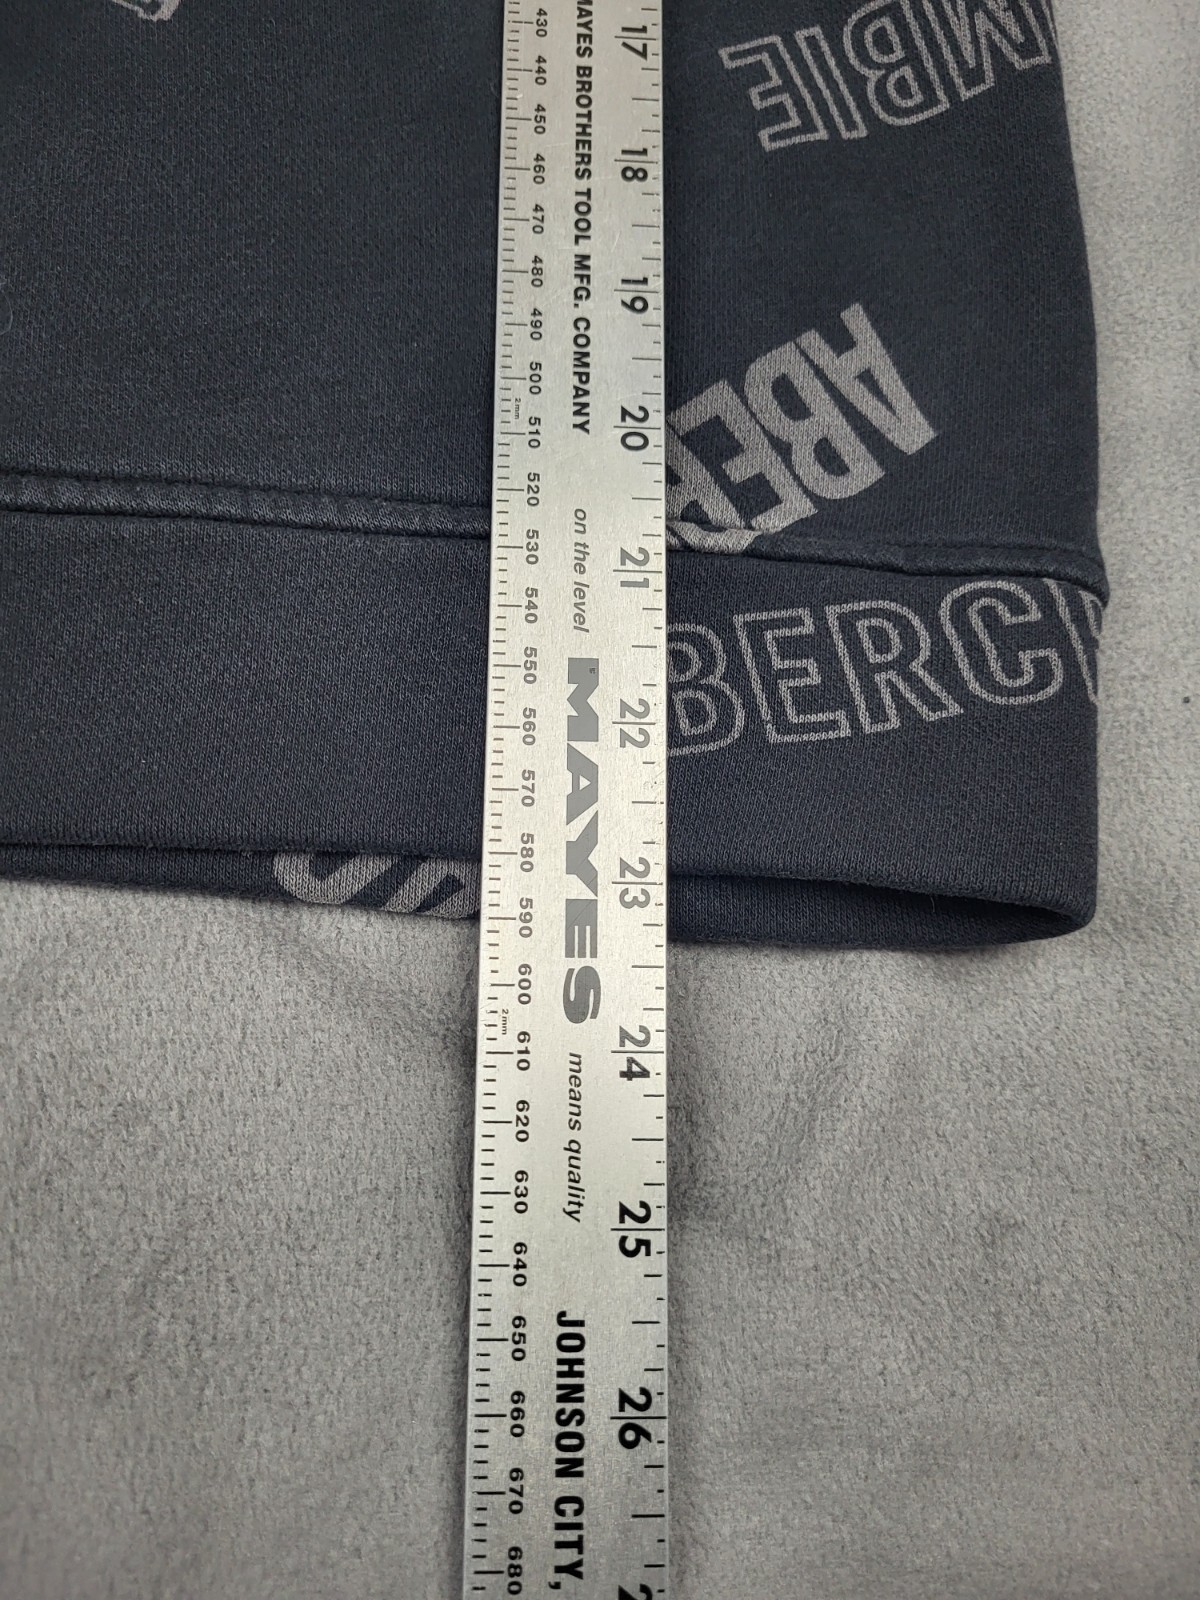 430 440 450 460 470 480 490 500 510 520 530 540 550 560 570 580 590 600 610 620 630 640 650 660 670 680
2mm
2mm
MAYES BROTHERS TOOL MFG. COMPANY
on the level
MAYES
means quality
JOHNSON CITY,
17 18 19 20 21 22 23 24 25 26
MBIE
ABER
BERC